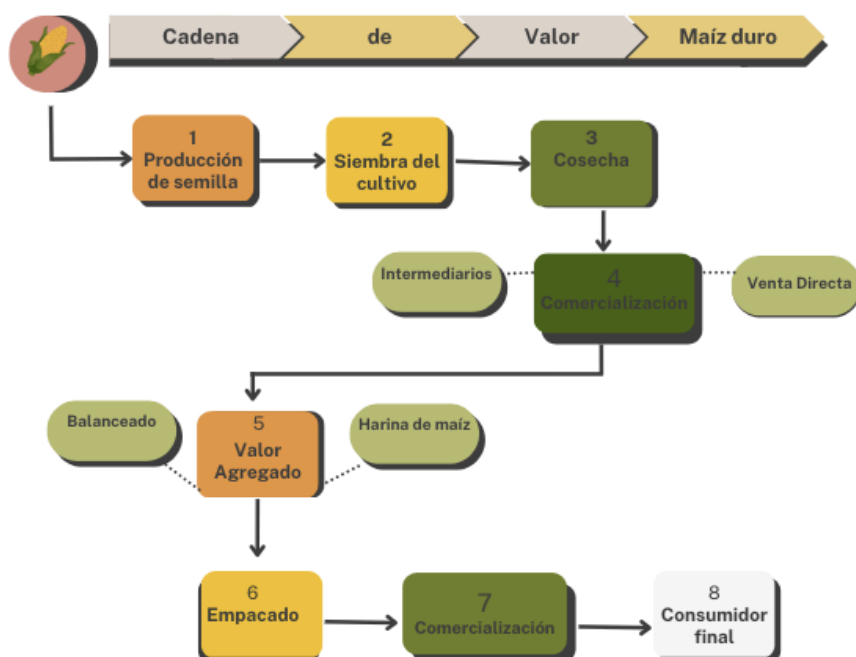 Cadena de Valor Maíz duro
1
Producción
de semilla
2
Siembra del
cultivo
3
Cosecha
Intermediarios
4
Comercialización
Venta Directa
Balanceado
5
Valor
Agregado
Harina de maíz
6
Empacado
7
Comercialización
8
Consumidor
final